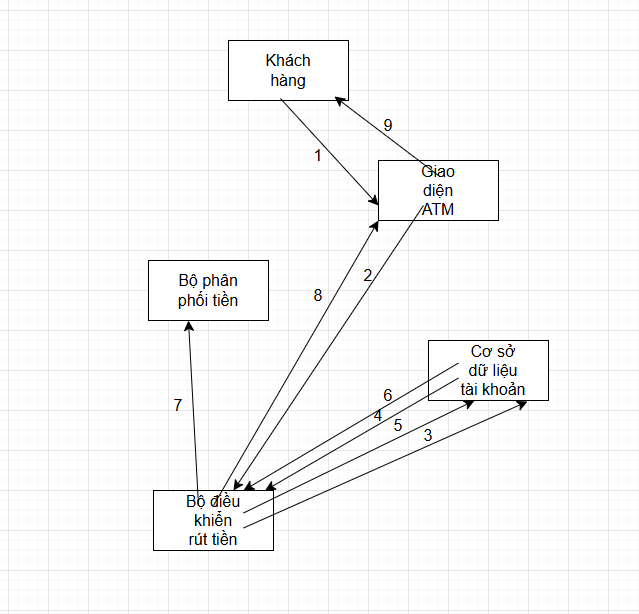 Khách
hàng
9
1
Giao
diện
ATM
2
8
Bộ phân
phối tiền
Cơ sở
dữ liệu
tài khoản
6
4
5
3
7
Bộ điều
khiển
rút tiền